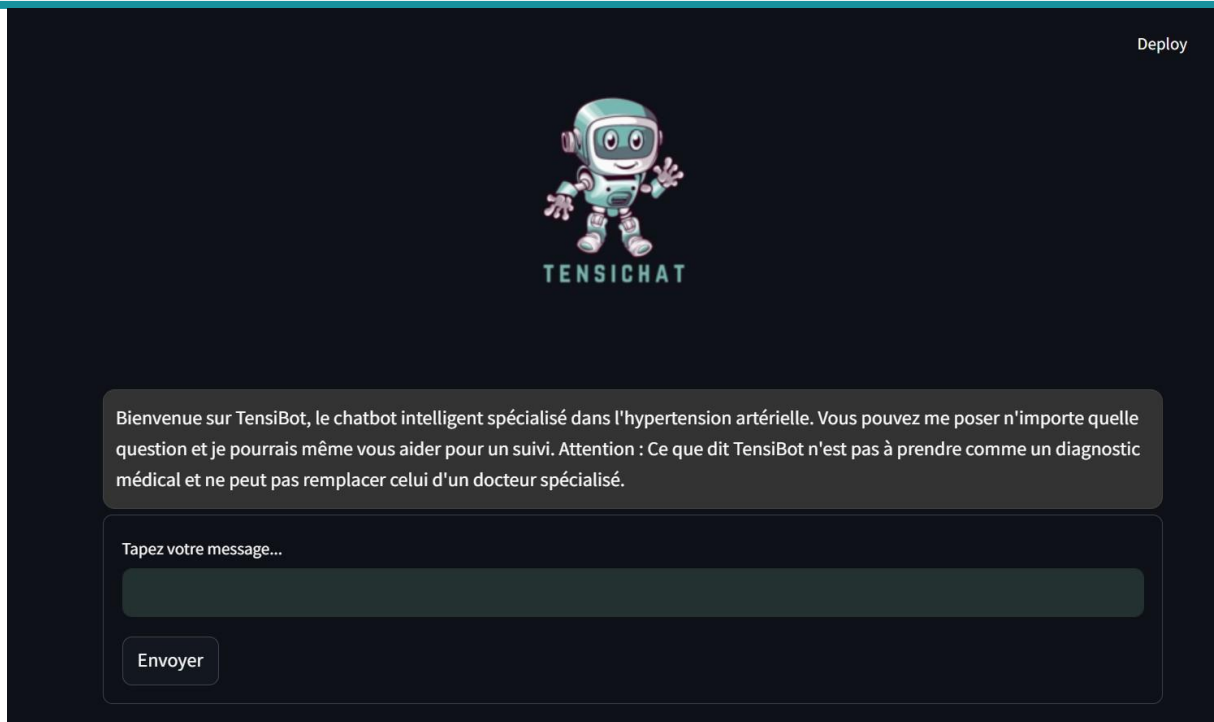 Deploy
TENSICHAT
Bienvenue sur TensiBot, le chatbot intelligent spécialisé dans l'hypertension artérielle. Vous pouvez me poser n'importe quelle
question et je pourrais même vous aider pour un suivi. Attention : Ce que dit TensiBot n'est pas à prendre comme un diagnostic
médical et ne peut pas remplacer celui d'un docteur spécialisé.
Tapez votre message...
Envoyer